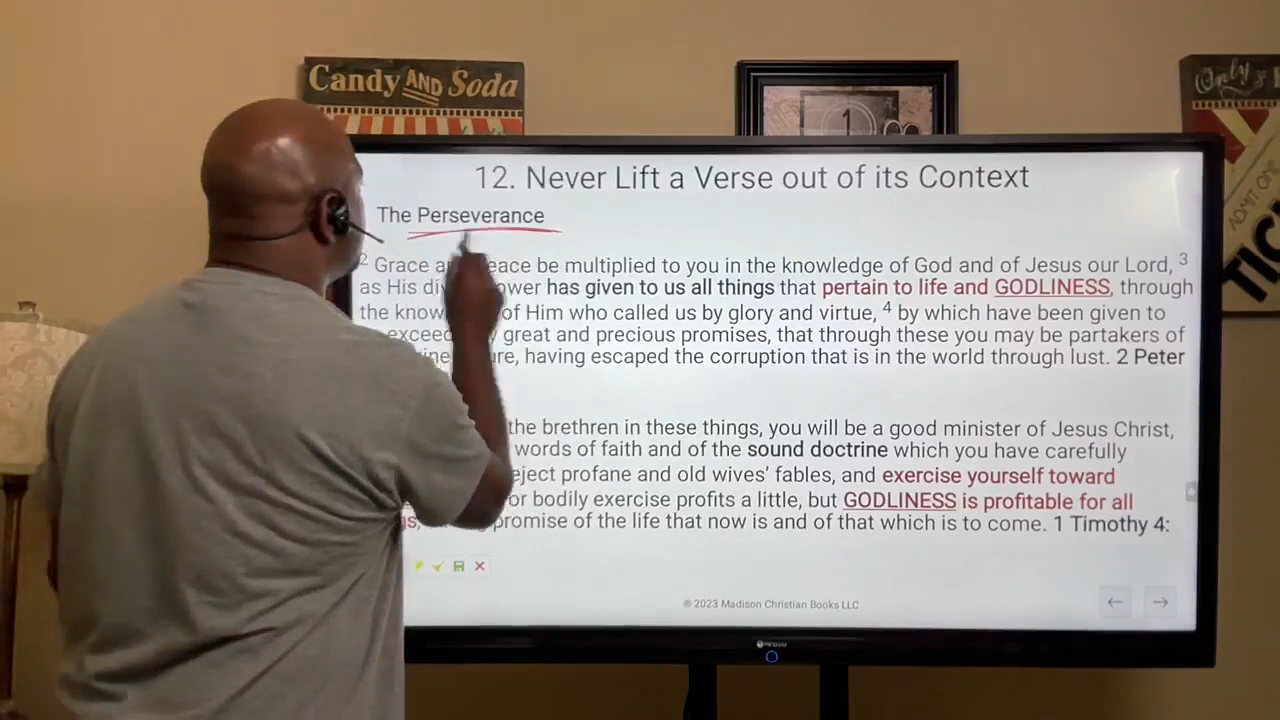 Candy AND Soda
1
Only
ADMIT ONE
TIC
12. Never Lift a Verse out of its Context
The Perseverance
2 Grace peace be multiplied to you in the knowledge of God and of Jesus our Lord, 3
as His power has given to us all things that pertain to life and GODLINESS, through
the of Him who called us by glory and virtue, 4 by which have been given to
great and precious promises, that through these you may be partakers of
having escaped the corruption that is in the world through lust. 2 Peter
the brethren in these things, you will be a good minister of Jesus Christ,
words of faith and of the sound doctrine which you have carefully
profane and old wives' fables, and exercise yourself toward
bodily exercise profits a little, but GODLINESS is profitable for all
promise of the life that now is and of that which is to come. 1 Timothy 4:
® 2023 Madison Christian Books LLC